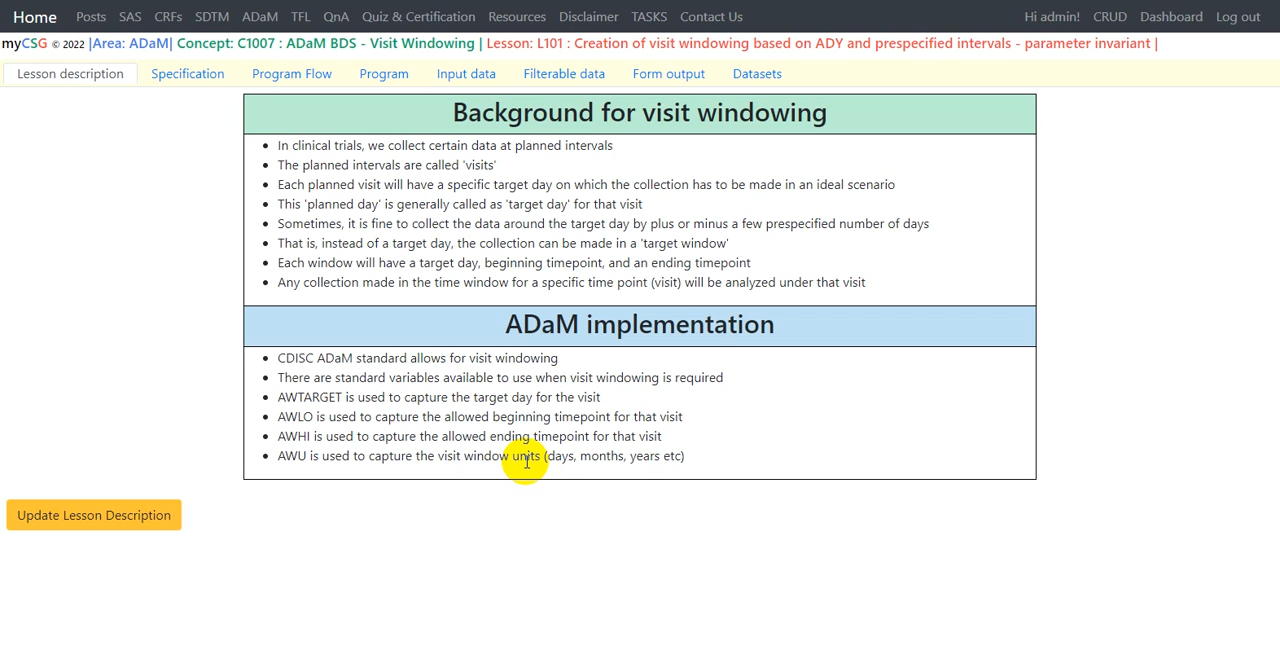 Home Posts SAS CRFs SDTM ADaM TFL QnA Quiz & Certification Resources Disclaimer TASKS Contact Us Hi admin! CRUD Dashboard Log out
myCSG © 2022 |Area: ADaM| Concept: C1007 : ADaM BDS - Visit Windowing | Lesson: L101 : Creation of visit windowing based on ADY and prespecified intervals - parameter invariant |
Lesson description Specification Program Flow Program Input data Filterable data Form output Datasets
Background for visit windowing
• In clinical trials, we collect certain data at planned intervals
• The planned intervals are called 'visits'
• Each planned visit will have a specific target day on which the collection has to be made in an ideal scenario
• This 'planned day' is generally called as 'target day' for that visit
• Sometimes, it is fine to collect the data around the target day by plus or minus a few prespecified number of days
• That is, instead of a target day, the collection can be made in a 'target window'
• Each window will have a target day, beginning timepoint, and an ending timepoint
• Any collection made in the time window for a specific time point (visit) will be analyzed under that visit
ADaM implementation
• CDISC ADaM standard allows for visit windowing
• There are standard variables available to use when visit windowing is required
• AWTARGET is used to capture the target day for the visit
• AWLO is used to capture the allowed beginning timepoint for that visit
• AWHI is used to capture the allowed ending timepoint for that visit
• AWU is used to capture the visit window units (days, months, years etc)
Update Lesson Description